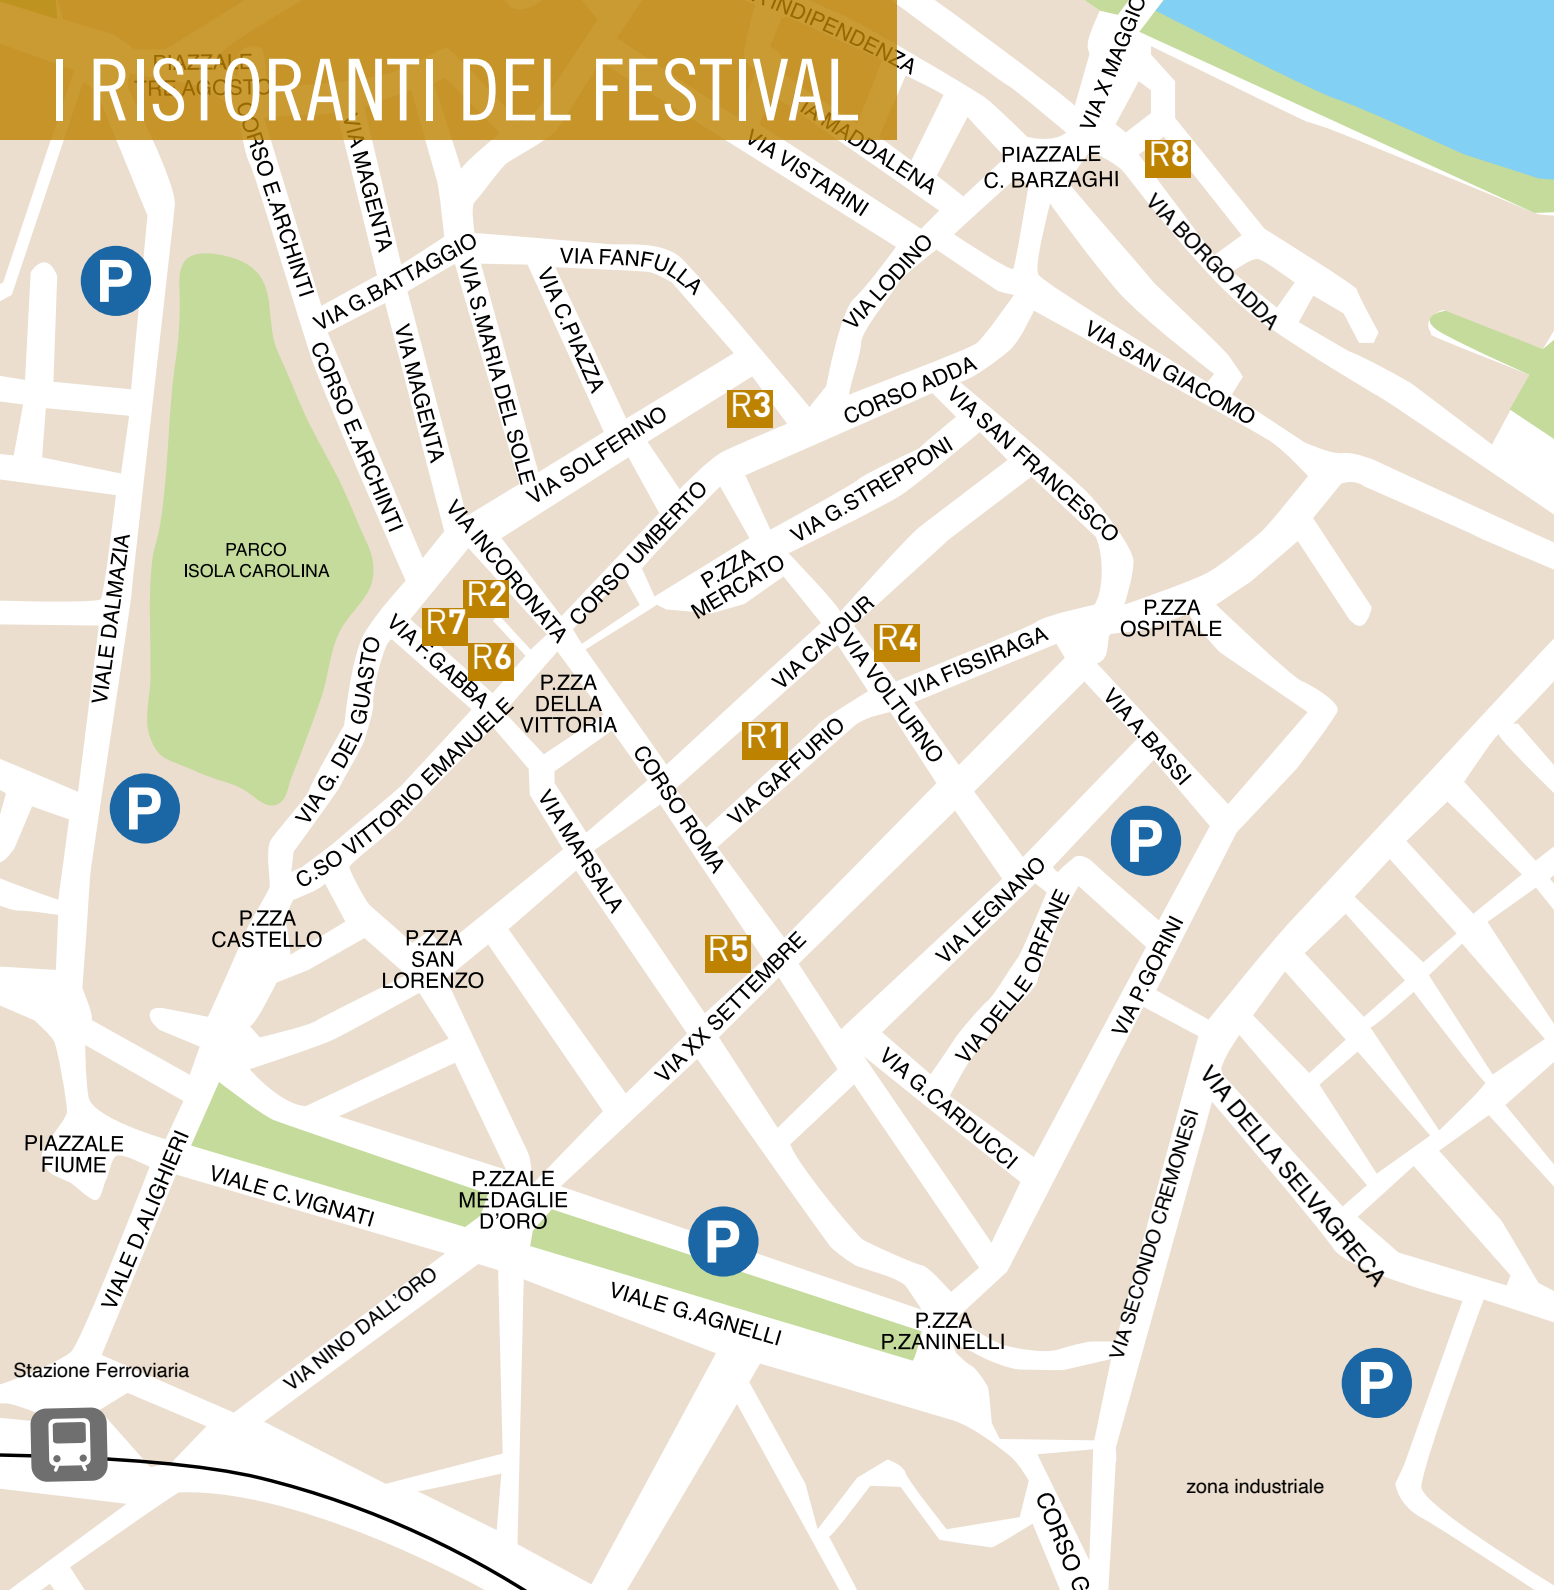 I RISTORANTI DEL FESTIVAL
PIAZZALE
TRE AGOSTO
INDIPENDENZA
VIA X MAGGIO
CORSO E.ARCHINTI
VIA MAGENTA
VIA MADDALENA
VIA VISTARINI
PIAZZALE
C. BARZAGHI
R8
VIA BORGO ADDA
P
VIA G.BATTAGGIO
VIA FANFULLA
VIA LODINO
VIA S.MARIA DEL SOLE
VIA C.PIAZZA
VIA MAGENTA
CORSO E.ARCHINTI
VIA SAN GIACOMO
R3
CORSO ADDA
VIA SOLFERINO
VIA SAN FRANCESCO
VIA G.STREPPONI
CORSO UMBERTO
VIA INCORONATA
PARCO
ISOLA CAROLINA
VIALE DALMAZIA
P.ZZA
MERCATO
R2
R7
R6
VIA F.GABBA
VIA G. DEL GUASTO
P.ZZA
DELLA
VITTORIA
VIA CAVOUR
R4
VIA VOLTURNO
VIA FISSIRAGA
P.ZZA
OSPITALE
VIA A.BASSI
R1
VIA GAFFURIO
C.SO VITTORIO EMANUELE
CORSO ROMA
VIA MARSALA
P
P
P.ZZA
CASTELLO
P.ZZA
SAN
LORENZO
R5
VIA XX SETTEMBRE
VIA LEGNANO
VIA DELLE ORFANE
VIA P.GORINI
VIA G.CARDUCCI
VIA DELLA SELVAGRECA
VIA SECONDO CREMONESI
PIAZZALE
FIUME
VIALE D.ALIGHIERI
VIALE C.VIGNATI
P.ZZALE
MEDAGLIE
D'ORO
P
VIA NINO DALL'ORO
VIALE G.AGNELLI
P.ZZA
P.ZANINELLI
Stazione Ferroviaria
P
zona industriale
CORSO G